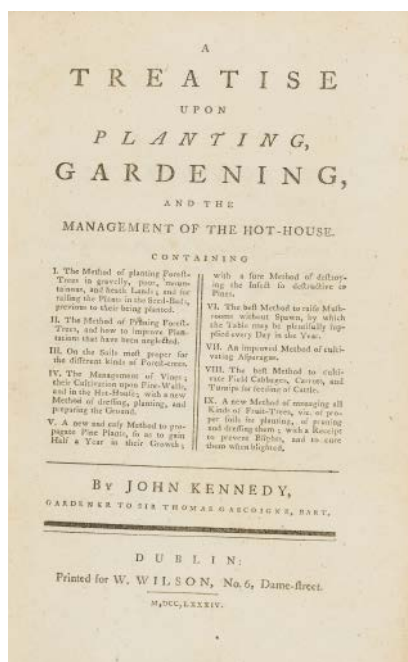 A
TREATISE
UPON
PLANTING,
GARDENING,
AND THE
MANAGEMENT OF THE HOT-HOUSE.
CONTAINING
I. The Method of planting Forest-
Trees in gravelly, poor, moun-
tainous, and heath Lands; and for
raising the Plants in the Seed-Beds,
previous to their being planted.
II. The Method of Pruning Forest-
Trees, and how to improve Plan-
tations that have been neglected.
III. On the Soils most proper for
the different kinds of Forest-trees.
IV. The Management of Vines;
their Cultivation upon Fire-Walls,
and in the Hot-House; with a new
Method of dressing, planting, and
preparing the Ground.
V. A new and easy Method to pro-
pagate Pine Plants, so as to gain
Half a Year in their Growth;
with a sure Method of destroy-
ing the Insect so destructive to
Pines.
VI. The best Method to raise Mush-
rooms without Spawn, by which
the Table may be plentifully sup-
plied every Day in the Year.
VII. An improved Method of culti-
vating Asparagus.
VIII. The best Method to culti-
vate Field Cabbages, Carrots, and
Turnips for feeding of Cattle.
IX. A new Method of managing all
Kinds of Fruit-Trees, viz. of pro-
per soils for planting, of pruning
and dressing them; with a Receipt
to prevent Blights, and to cure
them when blighted.
BY JOHN KENNEDY,
GARDENER TO SIR THOMAS GASCOIGNE, BART.
DUBLIN:
Printed for W. WILSON, No. 6, Dame-street.
M,DCC,LXXXIV.